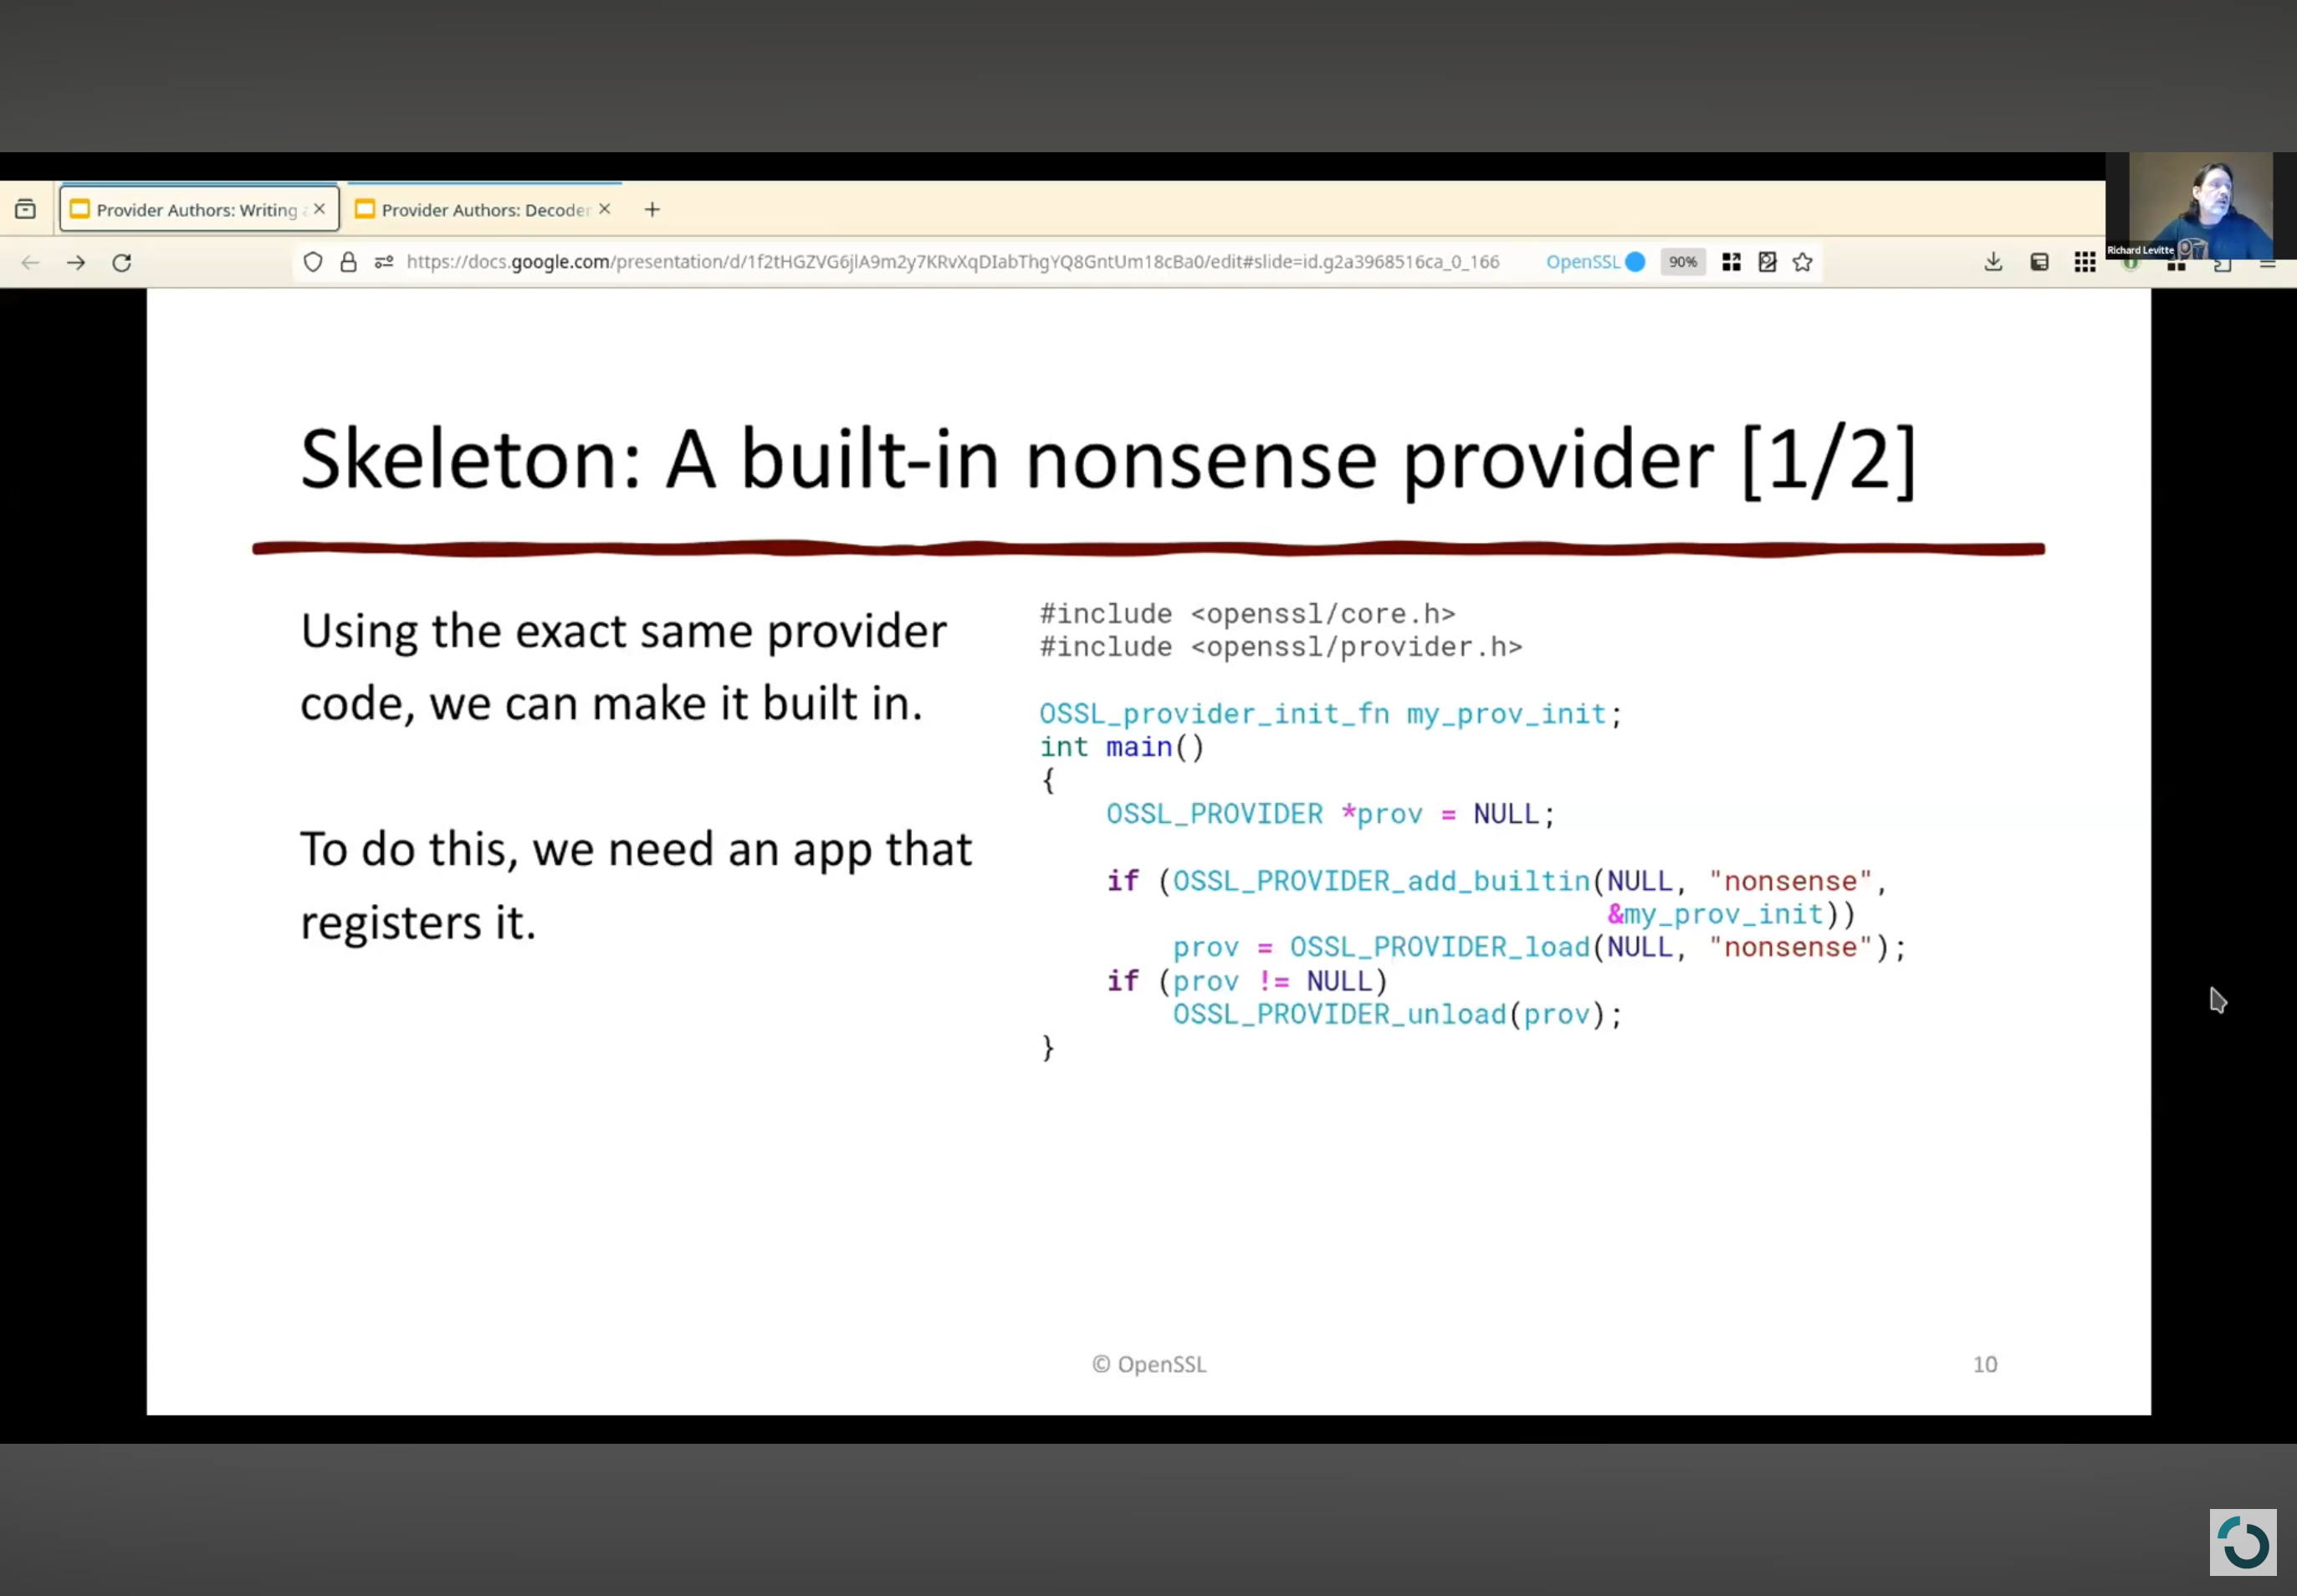 Provider Authors: Writing
Provider Authors: Decoder
https://docs.google.com/presentation/d/1f2tHGZVG6jlA9m2y7KRvXqDIabThgYQ8GntUm18cBa0/edit#slide=id.g2a3968516ca_0_166
OpenSSL
90%
Richard Levitte
Skeleton: A built-in nonsense provider [1/2]
Using the exact same provider
code, we can make it built in.
To do this, we need an app that
registers it.
#include <openssl/core.h>
#include <openssl/provider.h>
OSSL_provider_init_fn my_prov_init;
int main()
{
    OSSL_PROVIDER *prov = NULL;
    if (OSSL_PROVIDER_add_builtin(NULL, "nonsense",
                                  &my_prov_init))
        prov = OSSL_PROVIDER_load(NULL, "nonsense");
    if (prov != NULL)
        OSSL_PROVIDER_unload(prov);
}
© OpenSSL
10